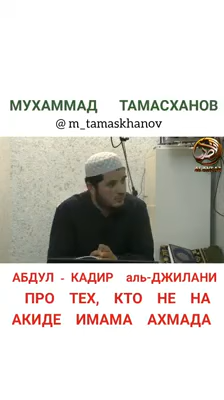 МУХАММАД ТАМАСХАНОВ
@ m_tamaskhanov
АБДУЛ - КАДИР аль-ДЖИЛАНИ
ПРО ТЕХ, КТО НЕ НА
АКИДЕ ИМАМА АХМАДА